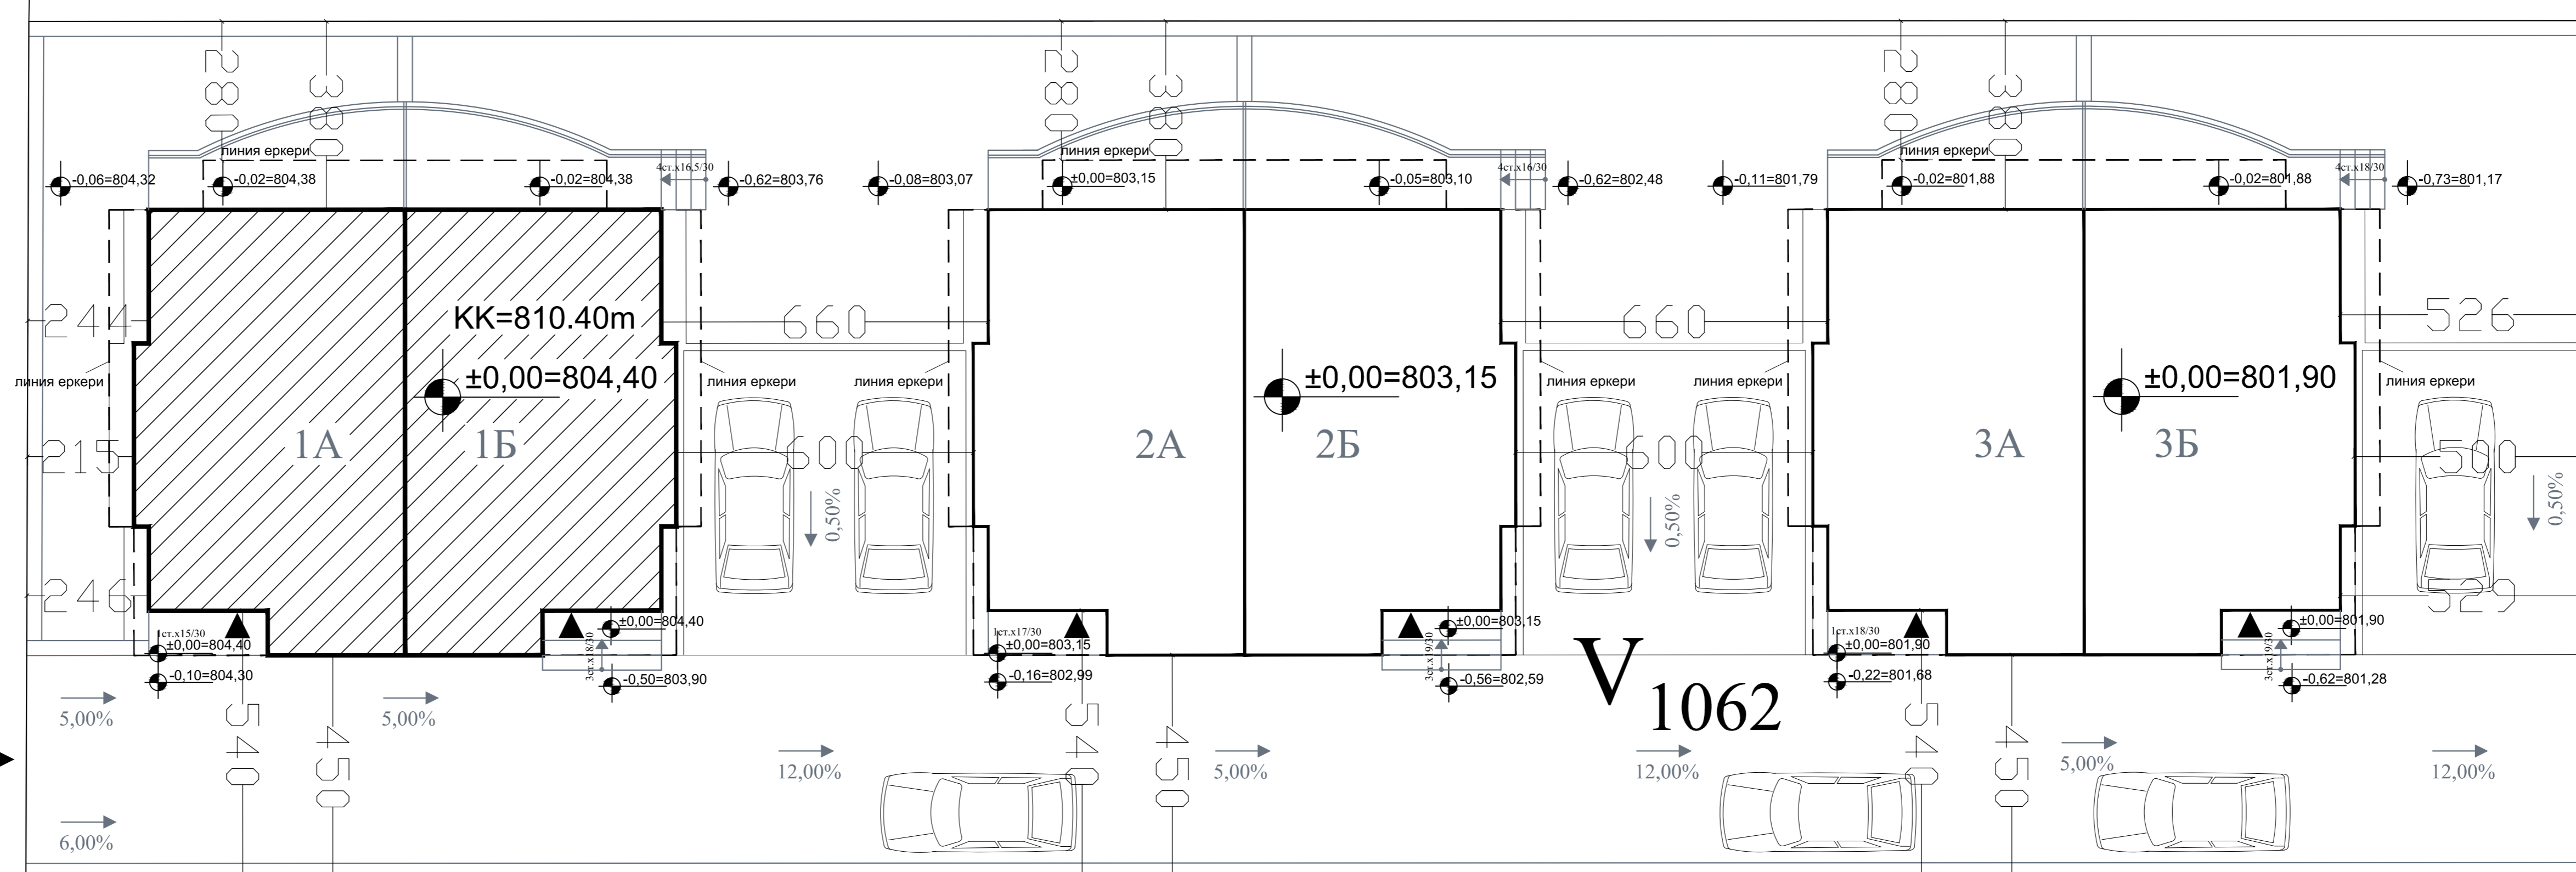 280
380
280
380
280
380
линия еркери
линия еркери
линия еркери
4ст.x16,5/30
4ст.x16/30
4ст.x18/30
-0,06=804,32
-0,02=804,38
-0,02=804,38
-0,62=803,76
-0,08=803,07
±0,00=803,15
-0,05=803,10
-0,62=802,48
-0,11=801,79
-0,02=801,88
-0,02=801,88
-0,73=801,17
244
KK=810.40m
660
660
526
линия еркери
±0,00=804,40
линия еркери
линия еркери
±0,00=803,15
линия еркери
линия еркери
±0,00=801,90
линия еркери
215
1А
1Б
600
2А
2Б
600
3А
3Б
500
0,50%
0,50%
0,50%
246
529
1ст.x15/30
±0,00=804,40
-0,10=804,30
3ст.x18/30
±0,00=804,40
-0,50=803,90
1ст.x17/30
±0,00=803,15
-0,16=802,99
3ст.x19/30
±0,00=803,15
-0,56=802,59
V
1062
1ст.x18/30
±0,00=801,90
-0,22=801,68
3ст.x19/30
±0,00=801,90
-0,62=801,28
5,00%
540
450
5,00%
12,00%
540
450
5,00%
12,00%
540
450
5,00%
12,00%
6,00%